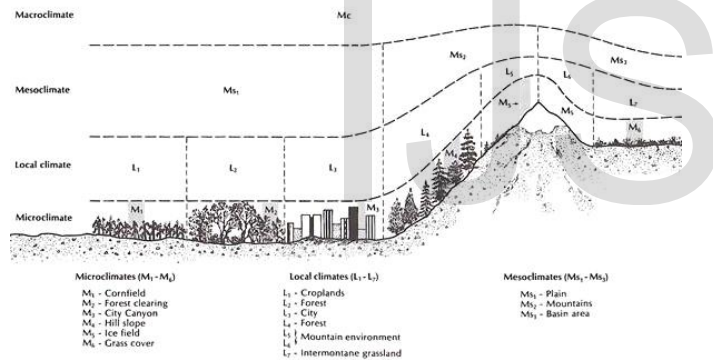 Macroclimate
Mc
Ms₂
Ms₃
Mesoclimate
Ms₁
L₅
L₆
M₅
M₅
L₇
M₆
L₄
Local climate
L₁
L₂
L₃
M₄
Microclimate
M₁
M₂
M₃
Microclimates (M₁ - M₆)
M₁ - Cornfield
M₂ - Forest clearing
M₃ - City Canyon
M₄ - Hill slope
M₅ - Ice field
M₆ - Grass cover
Local climates (L₁ - L₇)
L₁ - Croplands
L₂ - Forest
L₃ - City
L₄ - Forest
L₅
L₆ } Mountain environment
L₇ - Intermontane grassland
Mesoclimates (Ms₁ - Ms₃)
Ms₁ - Plain
Ms₂ - Mountains
Ms₃ - Basin area